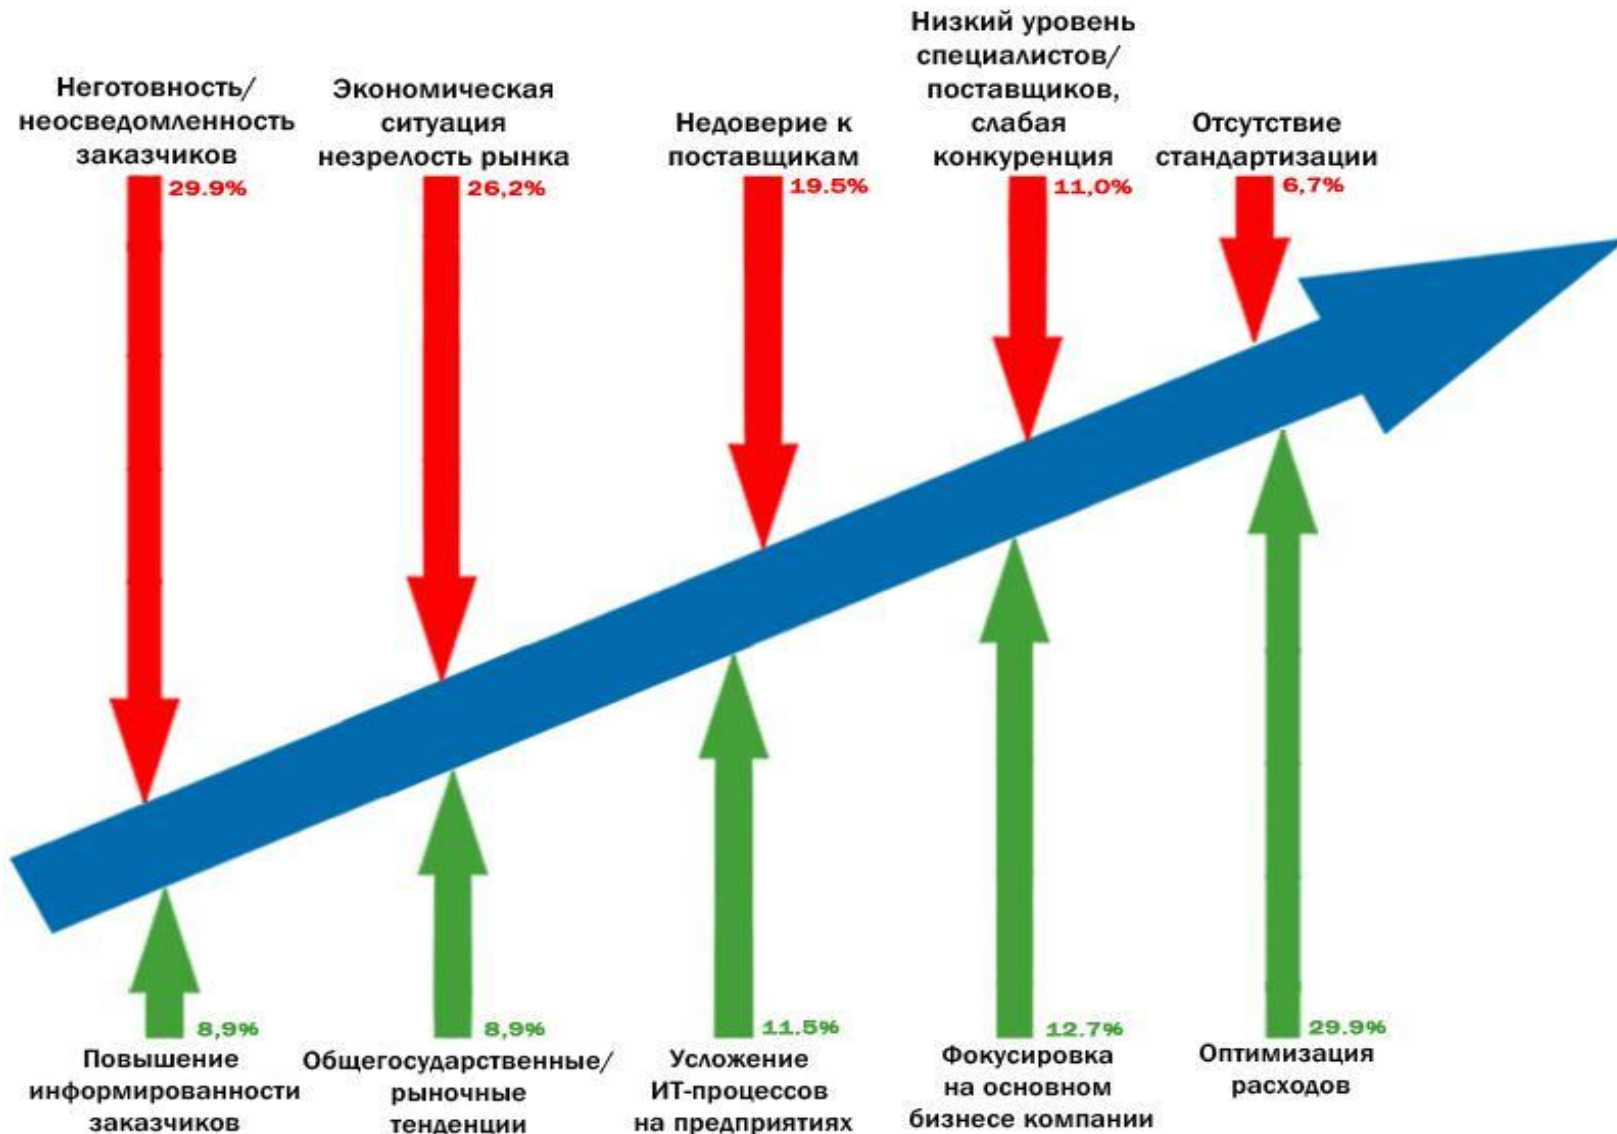 Неготовность/
неосведомленность
заказчиков
29.9%
Экономическая
ситуация
незрелость рынка
26,2%
Недоверие к
поставщикам
19.5%
Низкий уровень
специалистов/
поставщиков,
слабая
конкуренция
11,0%
Отсутствие
стандартизации
6,7%
8,9%
Повышение
информированности
заказчиков
8,9%
Общегосударственные/
рыночные
тенденции
11.5%
Усложение
ИТ-процессов
на предприятиях
12.7%
Фокусировка
на основном
бизнесе компании
29.9%
Оптимизация
расходов